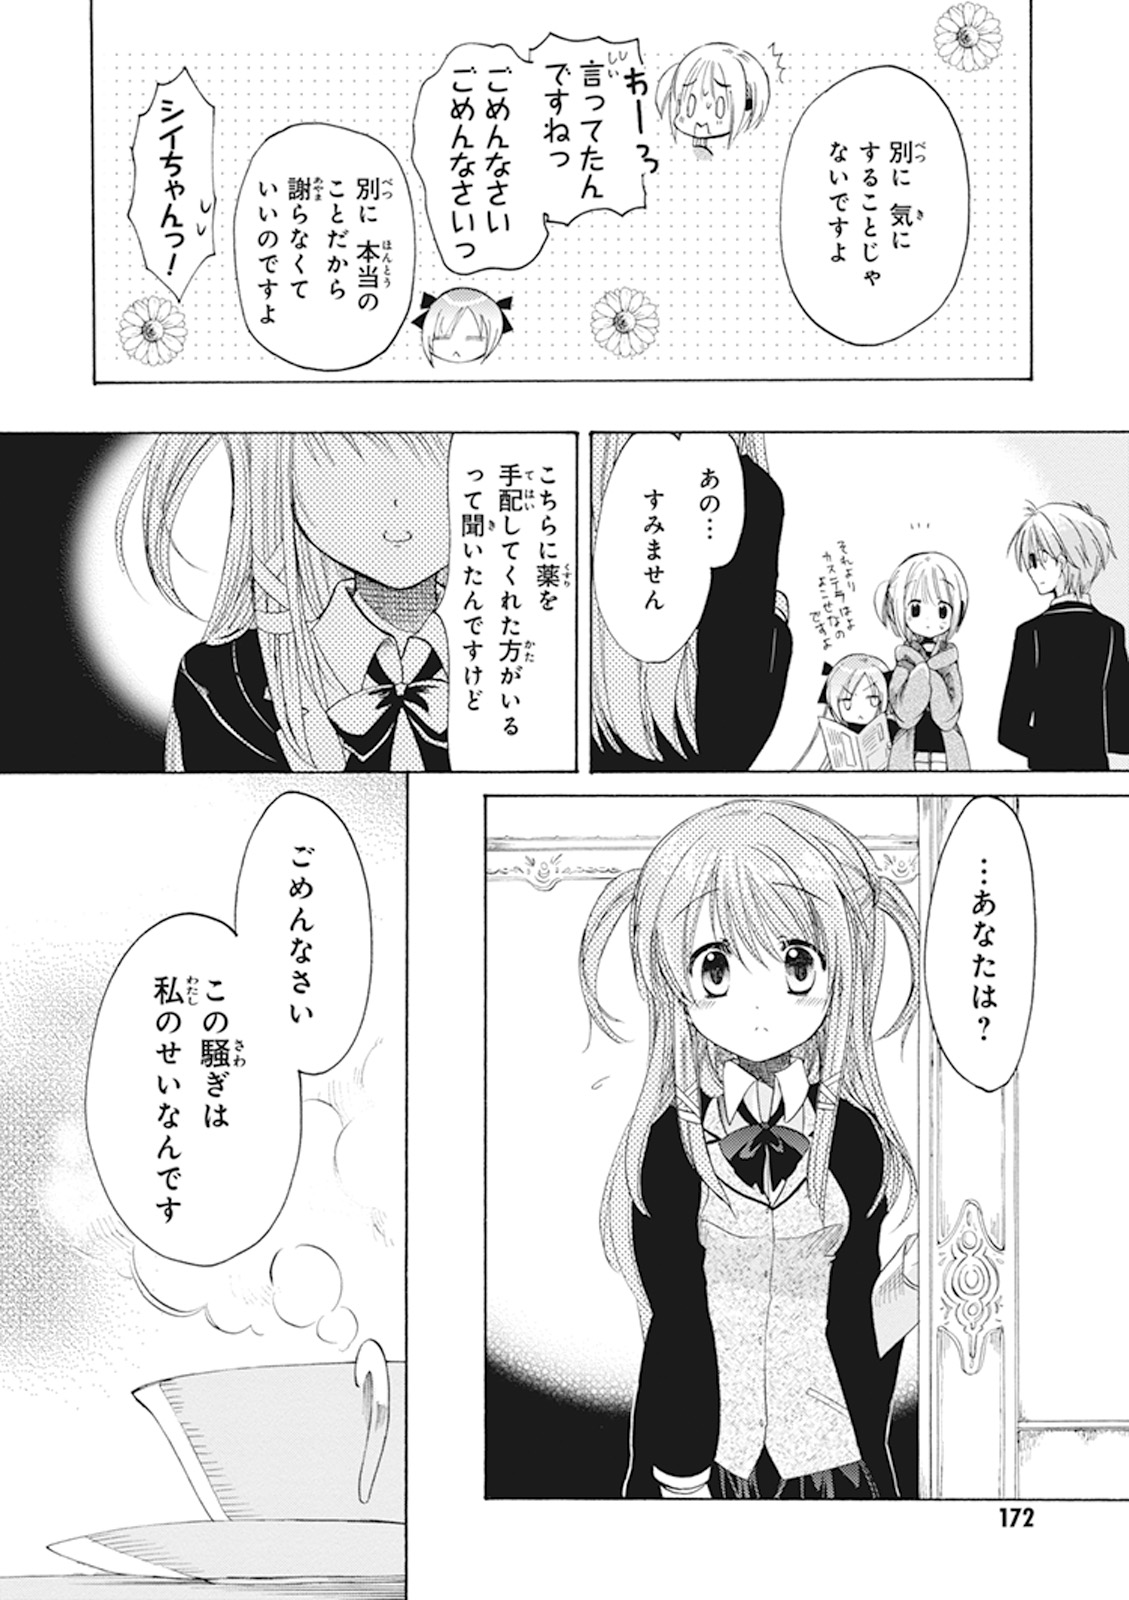 別に 気に
することじゃ
ないですよ
わーっ
言ってたん
ですねっ
ごめんなさい
ごめんなさいっ
別に 本当の
ことだから
謝らなくて
いいのですよ
シイちゃんっ！
それよりはよ
カステラ
よこせなの
ですよ
あの…
すみません
こちらに薬を
手配してくれた方がいる
って聞いたんですけど
…あなたは？
ごめんなさい
この騒ぎは
私のせいなんです
172